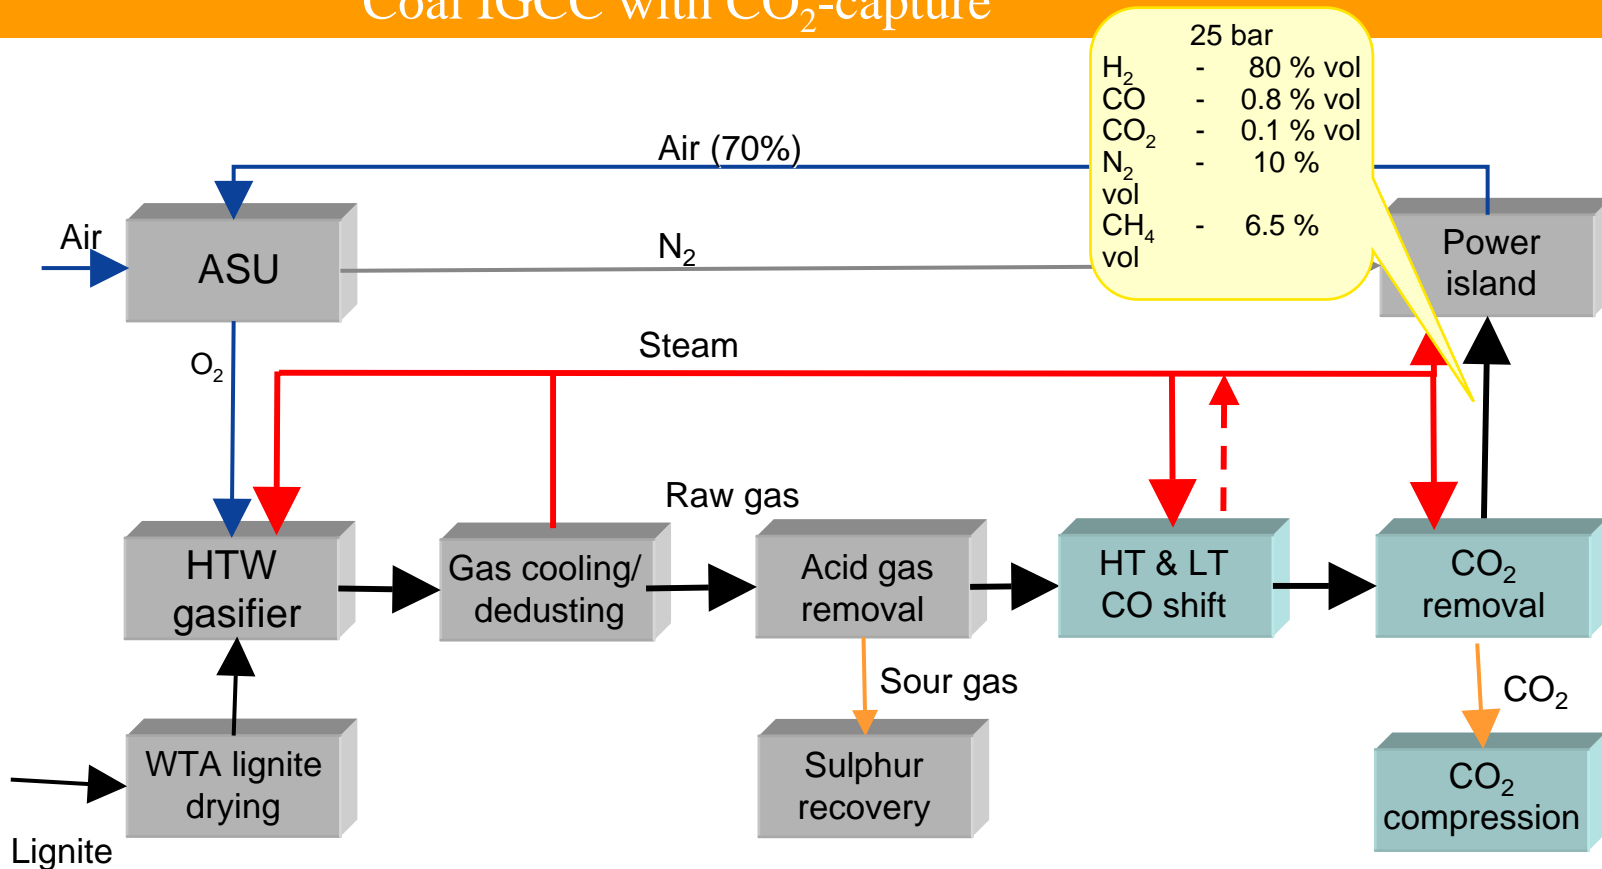 Coal IGCC with CO₂-capture
25 bar
H₂ - 80 % vol
CO - 0.8 % vol
CO₂ - 0.1 % vol
N₂ - 10 %
vol
CH₄ - 6.5 %
vol
Air (70%)
Air
ASU
N₂
Power
island
O₂
Steam
Raw gas
HTW
gasifier
Gas cooling/
dedusting
Acid gas
removal
HT & LT
CO shift
CO₂
removal
Sour gas
CO₂
WTA lignite
drying
Sulphur
recovery
CO₂
compression
Lignite